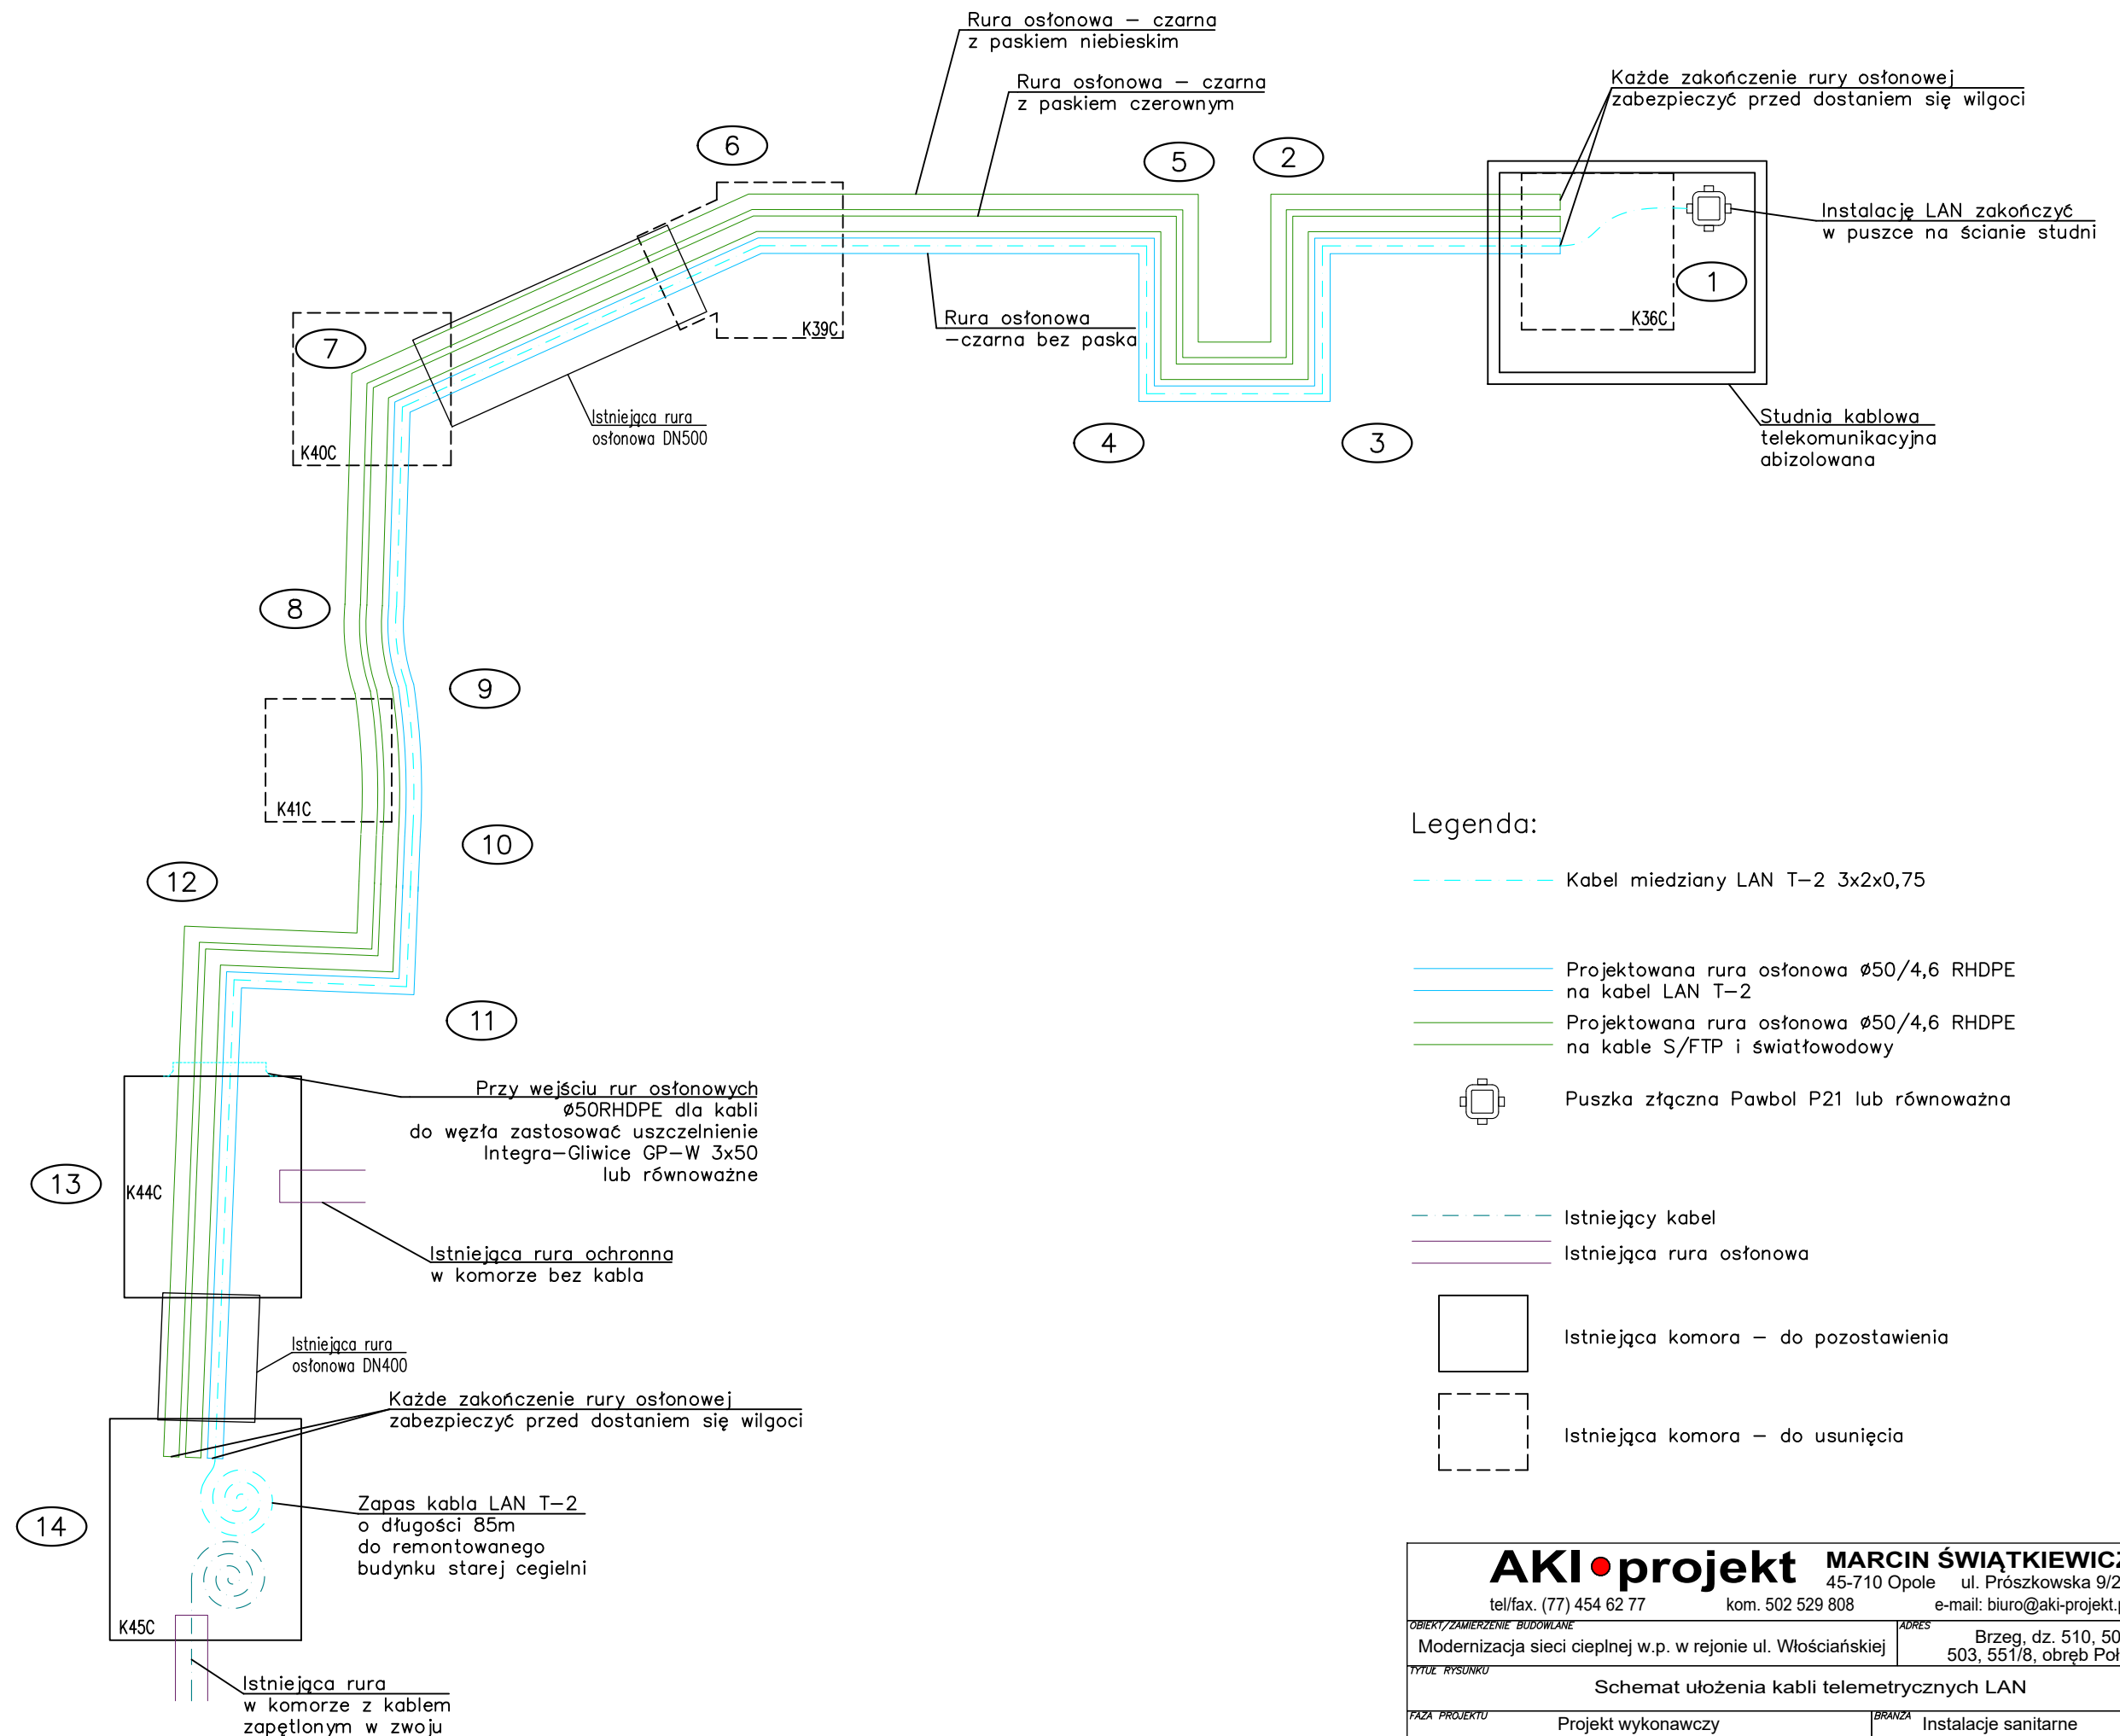 Rura osłonowa – czarna
z paskiem niebieskim
Rura osłonowa – czarna
z paskiem czerownym
Każde zakończenie rury osłonowej
zabezpieczyć przed dostaniem się wilgoci
6
5
2
Instalację LAN zakończyć
w puszce na ścianie studni
1
K36C
Rura osłonowa
–czarna bez paska
K39C
7
K40C
Istniejąca rura
osłonowa DN500
4
3
Studnia kablowa
telekomunikacyjna
abizolowana
8
9
K41C
10
12
11
Przy wejściu rur osłonowych
ø50RHDPE dla kabli
do węzła zastosować uszczelnienie
Integra–Gliwice GP–W 3x50
lub równoważne
13
K44C
Istniejąca rura ochronna
w komorze bez kabla
Istniejąca rura
osłonowa DN400
Każde zakończenie rury osłonowej
zabezpieczyć przed dostaniem się wilgoci
14
Zapas kabla LAN T–2
o długości 85m
do remontowanego
budynku starej cegielni
K45C
Istniejąca rura
w komorze z kablem
zapętlonym w zwoju
Legenda:
Kabel miedziany LAN T–2 3x2x0,75
Projektowana rura osłonowa ø50/4,6 RHDPE
na kabel LAN T–2
Projektowana rura osłonowa ø50/4,6 RHDPE
na kable S/FTP i światłowodowy
Puszka złączna Pawbol P21 lub równoważna
Istniejący kabel
Istniejąca rura osłonowa
Istniejąca komora – do pozostawienia
Istniejąca komora – do usunięcia
AKI•projekt MARCIN ŚWIĄTKIEWICZ
45-710 Opole ul. Prószkowska 9/2
tel/fax. (77) 454 62 77 kom. 502 529 808 e-mail: biuro@aki-projekt.p
OBIEKT/ZAMIERZENIE BUDOWLANE
Modernizacja sieci cieplnej w.p. w rejonie ul. Włościańskiej
ADRES
Brzeg, dz. 510, 50
503, 551/8, obręb Poł
TYTUŁ RYSUNKU
Schemat ułożenia kabli telemetrycznych LAN
FAZA PROJEKTU
Projekt wykonawczy
BRANŻA
Instalacje sanitarne